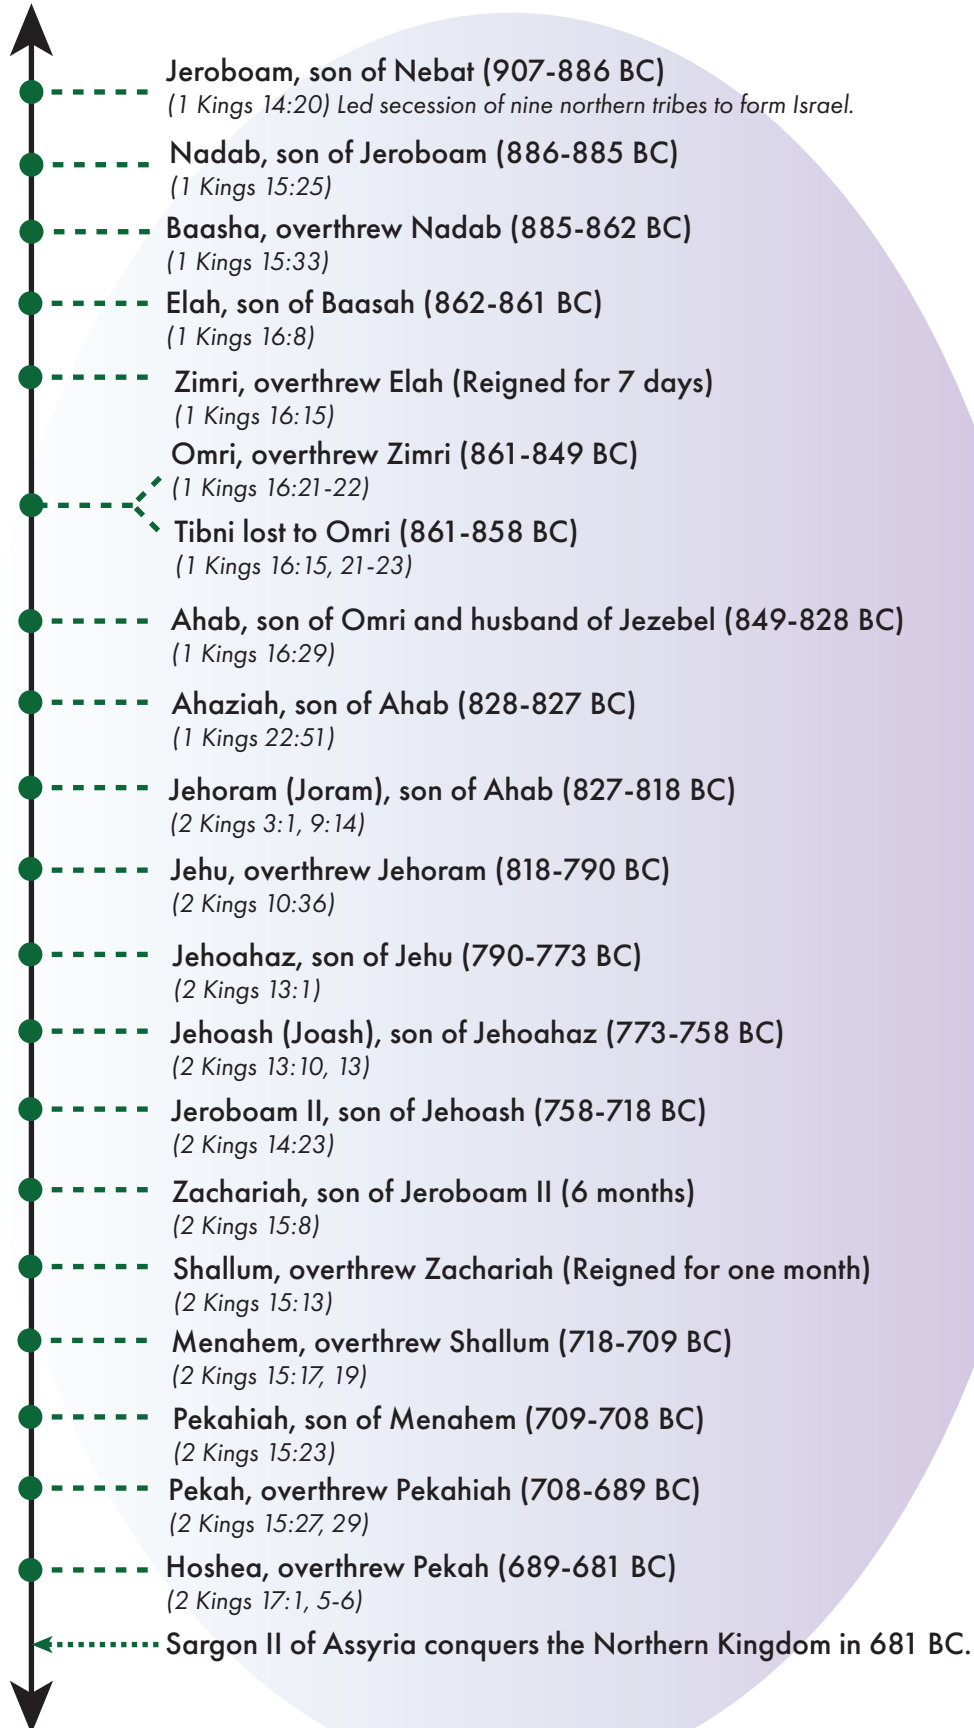 Jeroboam, son of Nebat (907-886 BC)
(1 Kings 14:20) Led secession of nine northern tribes to form Israel.
Nadab, son of Jeroboam (886-885 BC)
(1 Kings 15:25)
Baasha, overthrew Nadab (885-862 BC)
(1 Kings 15:33)
Elah, son of Baasah (862-861 BC)
(1 Kings 16:8)
Zimri, overthrew Elah (Reigned for 7 days)
(1 Kings 16:15)
Omri, overthrew Zimri (861-849 BC)
(1 Kings 16:21-22)
Tibni lost to Omri (861-858 BC)
(1 Kings 16:15, 21-23)
Ahab, son of Omri and husband of Jezebel (849-828 BC)
(1 Kings 16:29)
Ahaziah, son of Ahab (828-827 BC)
(1 Kings 22:51)
Jehoram (Joram), son of Ahab (827-818 BC)
(2 Kings 3:1, 9:14)
Jehu, overthrew Jehoram (818-790 BC)
(2 Kings 10:36)
Jehoahaz, son of Jehu (790-773 BC)
(2 Kings 13:1)
Jehoash (Joash), son of Jehoahaz (773-758 BC)
(2 Kings 13:10, 13)
Jeroboam II, son of Jehoash (758-718 BC)
(2 Kings 14:23)
Zachariah, son of Jeroboam II (6 months)
(2 Kings 15:8)
Shallum, overthrew Zachariah (Reigned for one month)
(2 Kings 15:13)
Menahem, overthrew Shallum (718-709 BC)
(2 Kings 15:17, 19)
Pekahiah, son of Menahem (709-708 BC)
(2 Kings 15:23)
Pekah, overthrew Pekahiah (708-689 BC)
(2 Kings 15:27, 29)
Hoshea, overthrew Pekah (689-681 BC)
(2 Kings 17:1, 5-6)
Sargon II of Assyria conquers the Northern Kingdom in 681 BC.